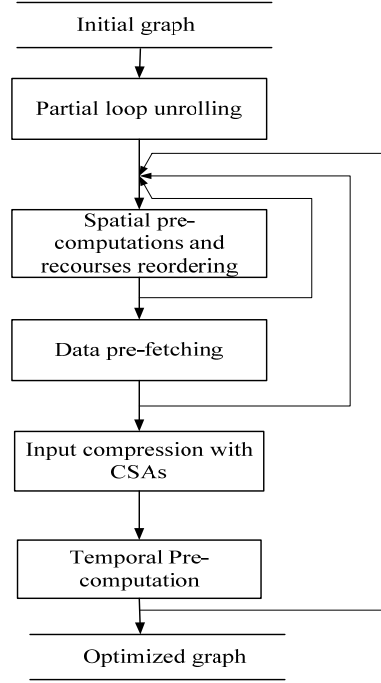 Initial graph
Partial loop unrolling
Spatial pre-
computations and
recourses reordering
Data pre-fetching
Input compression with
CSAs
Temporal Pre-
computation
Optimized graph